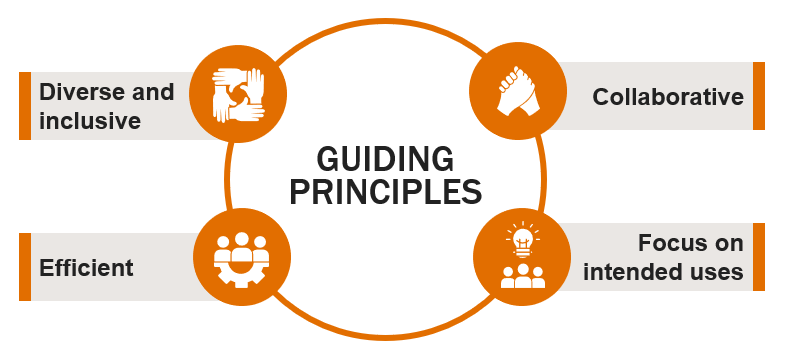 Diverse and
inclusive
Collaborative
GUIDING
PRINCIPLES
Efficient
Focus on
intended uses